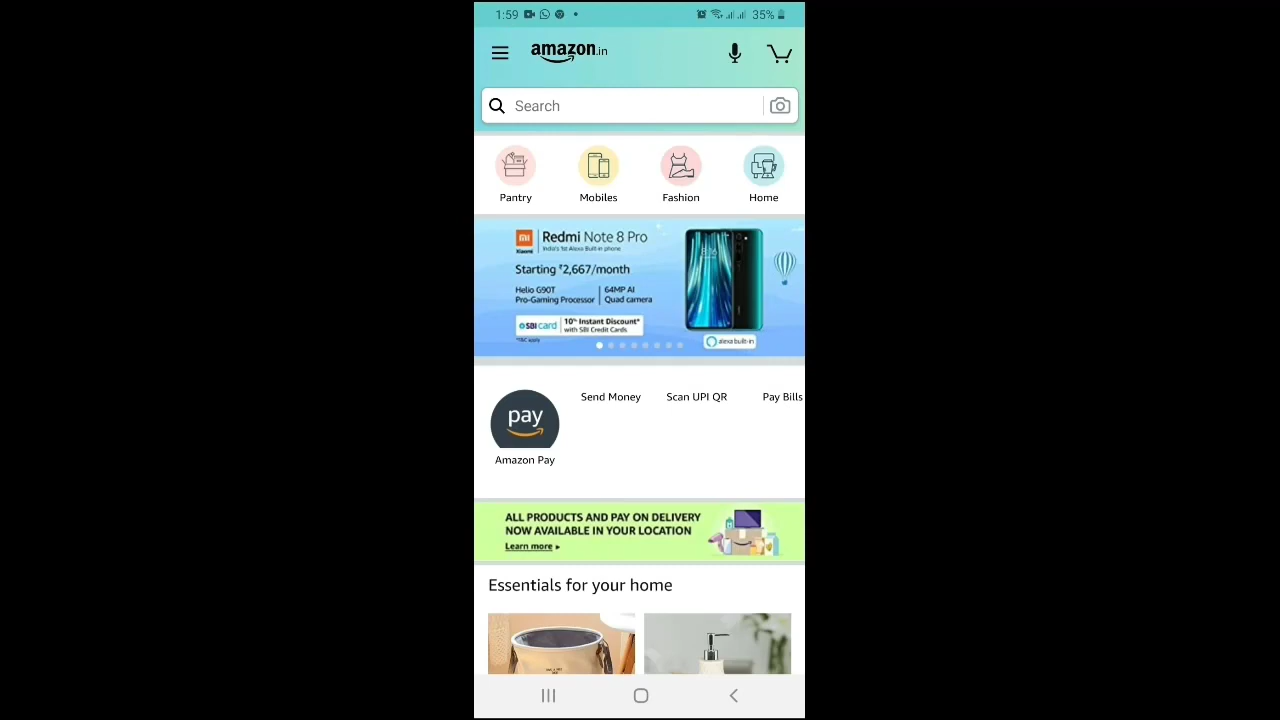 1:59
35%
amazon.in
Search
Pantry
Mobiles
Fashion
Home
mi
Xiaomi
Redmi Note 8 Pro
India's 1st Alexa Built-in phone
Starting ₹2,667/month
Helio G90T
Pro-Gaming Processor
64MP AI
Quad camera
SBI card
10% Instant Discount*
with SBI Credit Cards
*T&C apply
alexa built-in
pay
Amazon Pay
Send Money
Scan UPI QR
Pay Bills
ALL PRODUCTS AND PAY ON DELIVERY
NOW AVAILABLE IN YOUR LOCATION
Learn more ▸
Essentials for your home